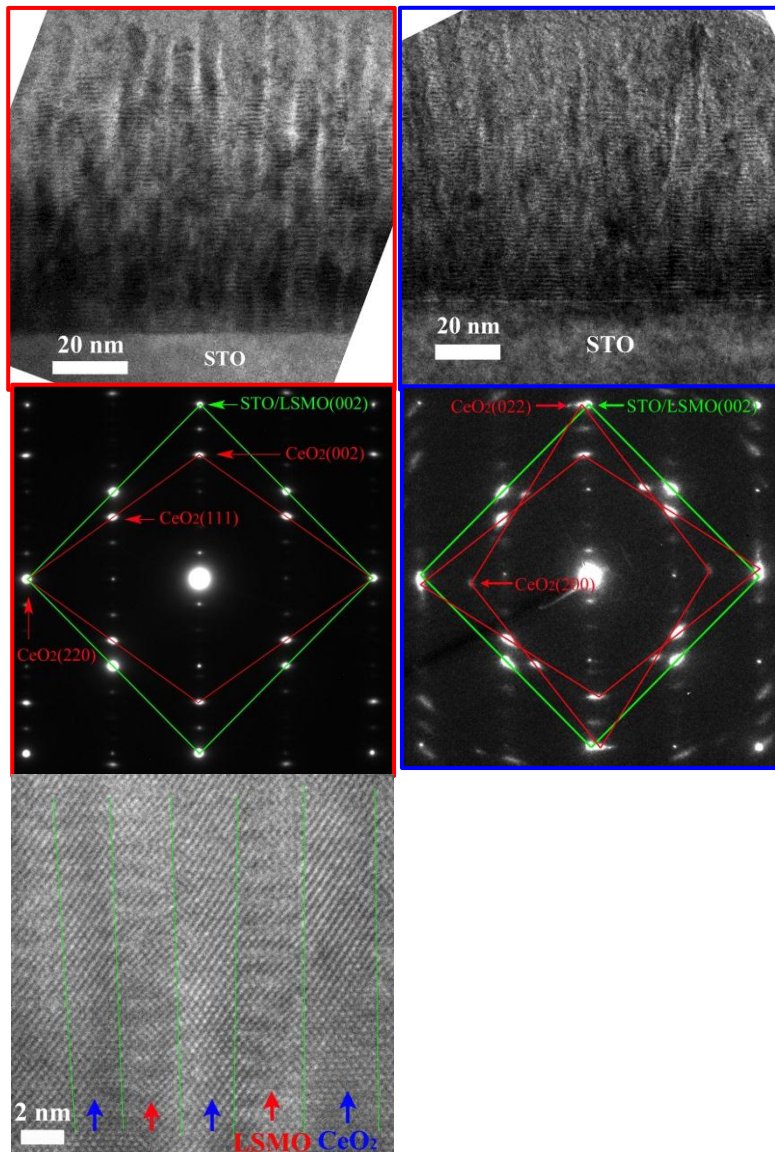 20 nm
STO
20 nm
STO
STO/LSMO(002)
CeO2(002)
CeO2(111)
CeO2(220)
CeO2(022)
STO/LSMO(002)
CeO2(200)
2 nm
LSMO
CeO2